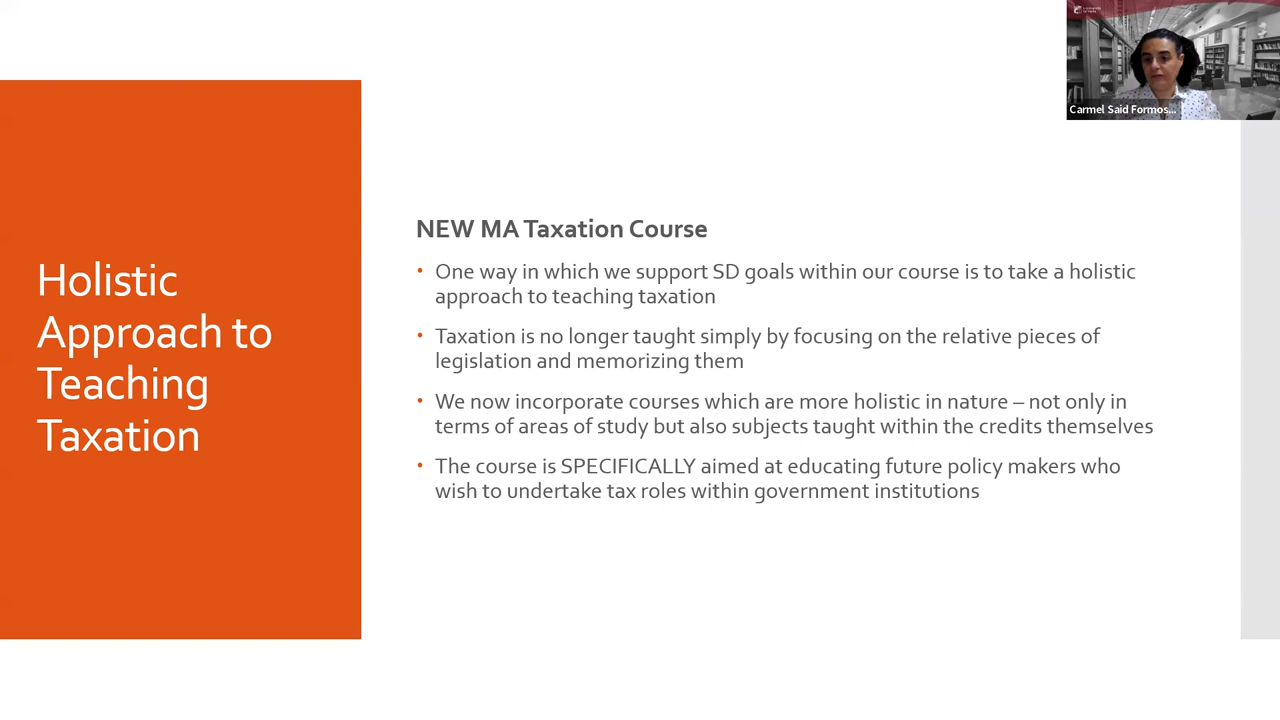 Carmel Said Formos...
Holistic
Approach to
Teaching
Taxation
NEW MA Taxation Course
• One way in which we support SD goals within our course is to take a holistic
approach to teaching taxation
• Taxation is no longer taught simply by focusing on the relative pieces of
legislation and memorizing them
• We now incorporate courses which are more holistic in nature – not only in
terms of areas of study but also subjects taught within the credits themselves
• The course is SPECIFICALLY aimed at educating future policy makers who
wish to undertake tax roles within government institutions